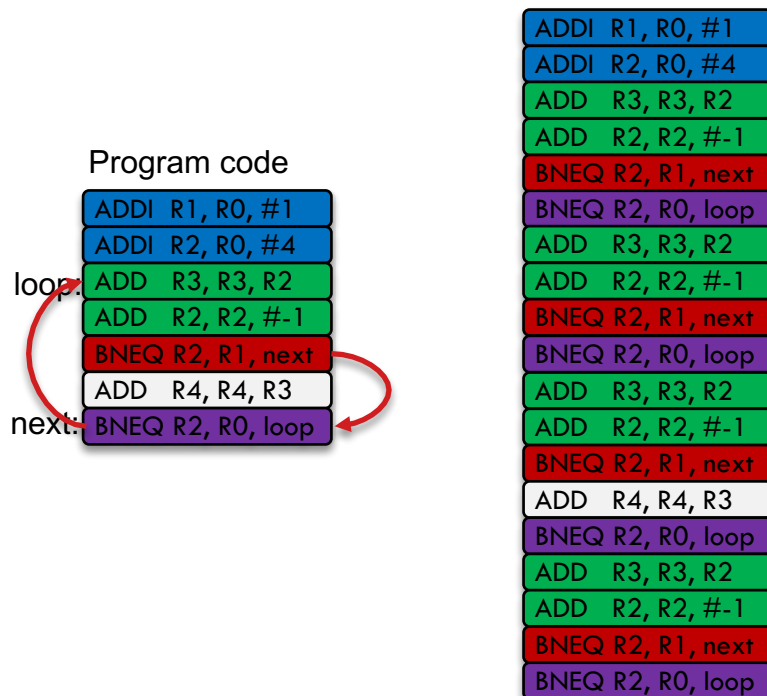 Program code
ADDI R1, R0, #1
ADDI R2, R0, #4
loop: ADD R3, R3, R2
ADD R2, R2, #-1
BNEQ R2, R1, next
ADD R4, R4, R3
next: BNEQ R2, R0, loop
ADDI R1, R0, #1
ADDI R2, R0, #4
ADD R3, R3, R2
ADD R2, R2, #-1
BNEQ R2, R1, next
BNEQ R2, R0, loop
ADD R3, R3, R2
ADD R2, R2, #-1
BNEQ R2, R1, next
BNEQ R2, R0, loop
ADD R3, R3, R2
ADD R2, R2, #-1
BNEQ R2, R1, next
ADD R4, R4, R3
BNEQ R2, R0, loop
ADD R3, R3, R2
ADD R2, R2, #-1
BNEQ R2, R1, next
BNEQ R2, R0, loop